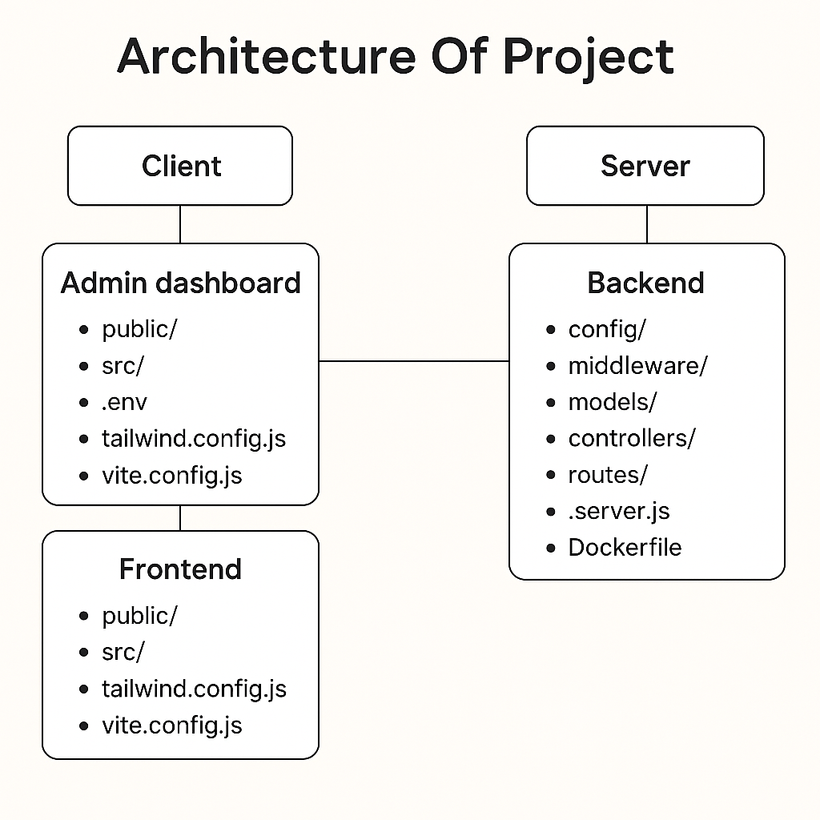 Architecture Of Project
Client
Admin dashboard
• public/
• src/
• .env
• tailwind.config.js
• vite.config.js
Frontend
• public/
• src/
• tailwind.config.js
• vite.config.js
Server
Backend
• config/
• middleware/
• models/
• controllers/
• routes/
• .server.js
• Dockerfile